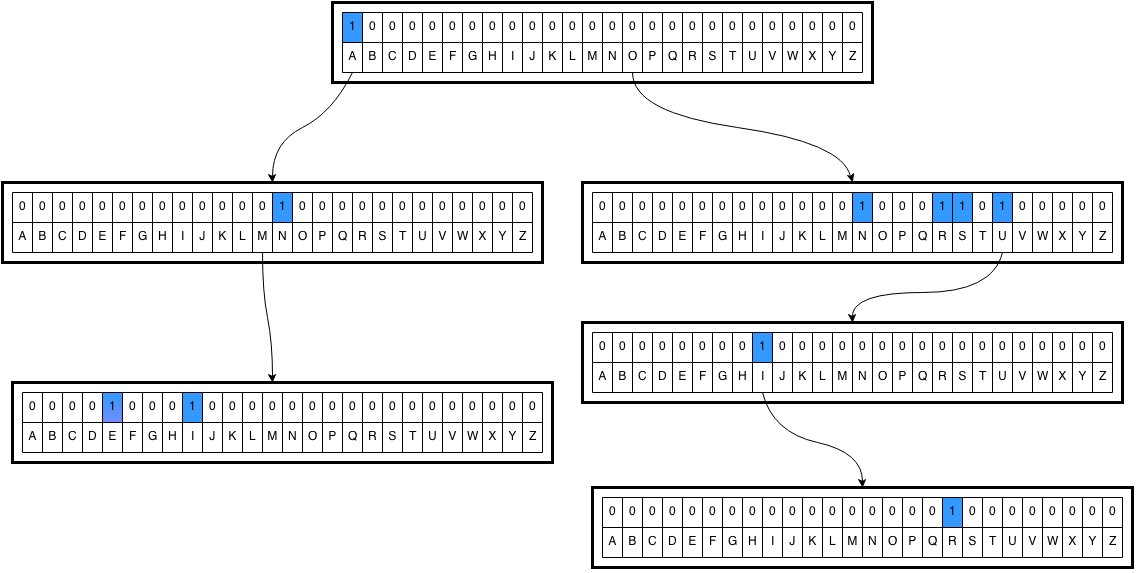 1 0 0 0 0 0 0 0 0 0 0 0 0 0 0 0 0 0 0 0 0 0 0 0 0 0
A B C D E F G H I J K L M N O P Q R S T U V W X Y Z
0 0 0 0 0 0 0 0 0 0 0 0 0 1 0 0 0 0 0 0 0 0 0 0 0 0
A B C D E F G H I J K L M N O P Q R S T U V W X Y Z
0 0 0 0 0 0 0 0 0 0 0 0 0 1 0 0 0 1 1 0 1 0 0 0 0 0
A B C D E F G H I J K L M N O P Q R S T U V W X Y Z
0 0 0 0 0 0 0 0 1 0 0 0 0 0 0 0 0 0 0 0 0 0 0 0 0 0
A B C D E F G H I J K L M N O P Q R S T U V W X Y Z
0 0 0 0 1 0 0 0 1 0 0 0 0 0 0 0 0 0 0 0 0 0 0 0 0 0
A B C D E F G H I J K L M N O P Q R S T U V W X Y Z
0 0 0 0 0 0 0 0 0 0 0 0 0 0 0 0 0 1 0 0 0 0 0 0 0 0
A B C D E F G H I J K L M N O P Q R S T U V W X Y Z